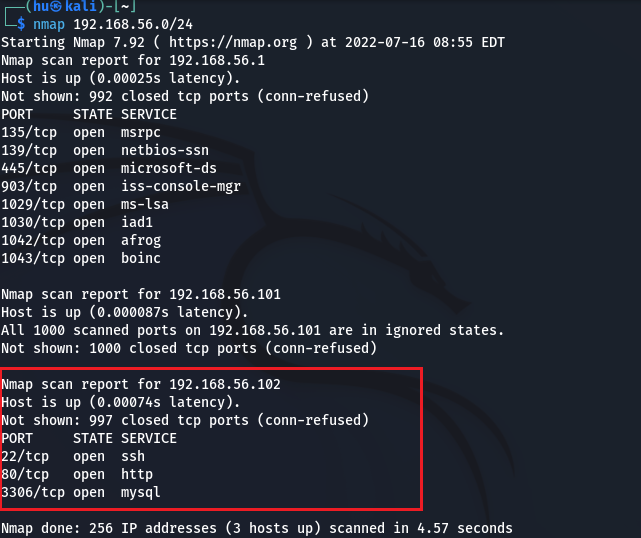 (hu㉿kali)-[~]
$ nmap 192.168.56.0/24
Starting Nmap 7.92 ( https://nmap.org ) at 2022-07-16 08:55 EDT
Nmap scan report for 192.168.56.1
Host is up (0.00025s latency).
Not shown: 992 closed tcp ports (conn-refused)
PORT     STATE SERVICE
135/tcp  open  msrpc
139/tcp  open  netbios-ssn
445/tcp  open  microsoft-ds
903/tcp  open  iss-console-mgr
1029/tcp open  ms-lsa
1030/tcp open  iad1
1042/tcp open  afrog
1043/tcp open  boinc
Nmap scan report for 192.168.56.101
Host is up (0.000087s latency).
All 1000 scanned ports on 192.168.56.101 are in ignored states.
Not shown: 1000 closed tcp ports (conn-refused)
Nmap scan report for 192.168.56.102
Host is up (0.00074s latency).
Not shown: 997 closed tcp ports (conn-refused)
PORT     STATE SERVICE
22/tcp   open  ssh
80/tcp   open  http
3306/tcp open  mysql
Nmap done: 256 IP addresses (3 hosts up) scanned in 4.57 seconds